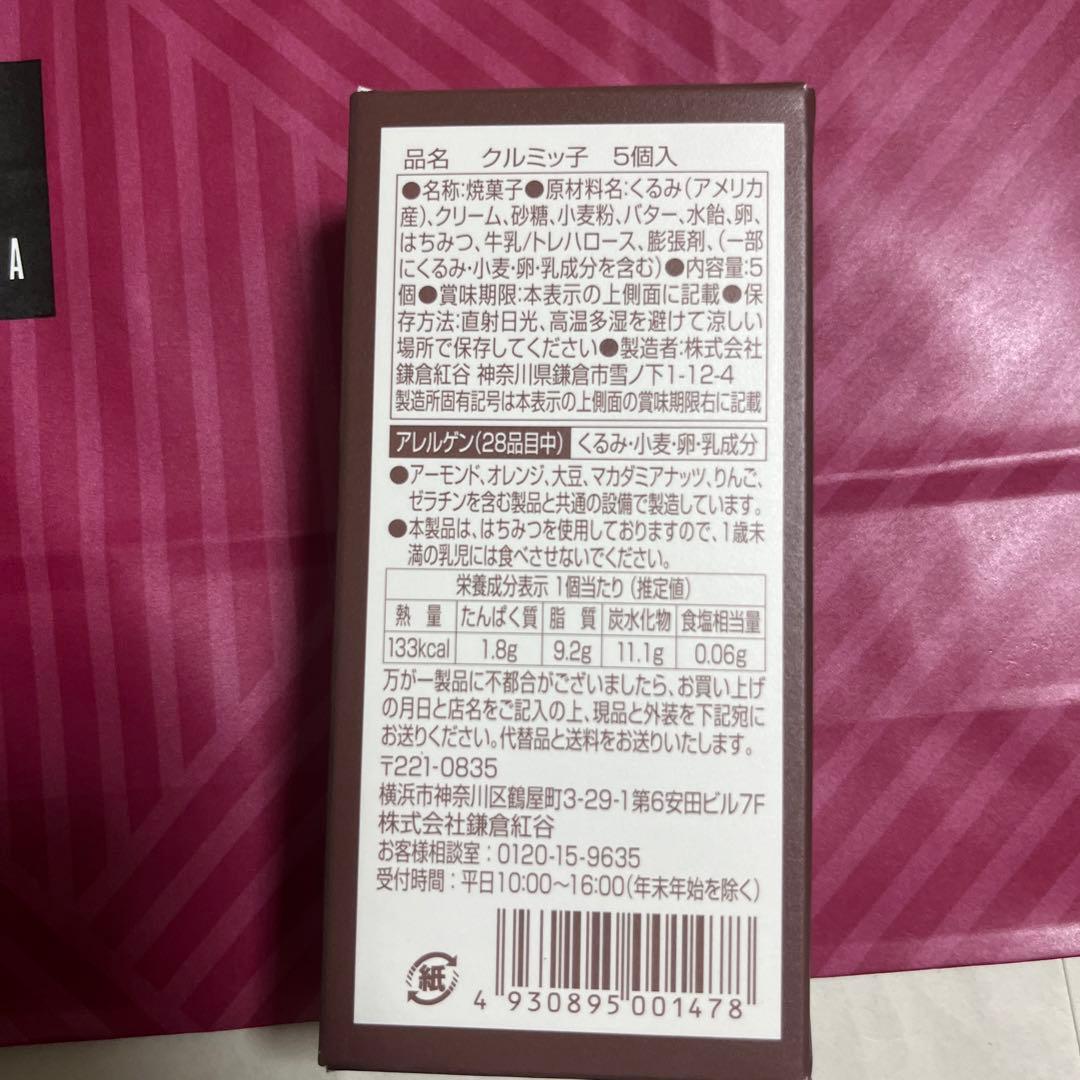 A
品名 クルミッ子 5個入
●名称:焼菓子●原材料名:くるみ(アメリカ
産)、クリーム、砂糖、小麦粉、バター、水飴、卵、
はちみつ、牛乳/トレハロース、膨張剤、(一部
にくるみ・小麦・卵・乳成分を含む)●内容量:5
個●賞味期限:本表示の上側面に記載●保
存方法:直射日光、高温多湿を避けて涼しい
場所で保存してください●製造者:株式会社
鎌倉紅谷 神奈川県鎌倉市雪ノ下1-12-4
製造所固有記号は本表示の上側面の賞味期限右に記載
アレルゲン(28品目中) くるみ・小麦・卵・乳成分
●アーモンド、オレンジ、大豆、マカダミアナッツ、りんご、
ゼラチンを含む製品と共通の設備で製造しています。
●本製品は、はちみつを使用しておりますので、1歳未
満の乳児には食べさせないでください。
栄養成分表示 1個当たり(推定値)
熱量 たんぱく質 脂質 炭水化物 食塩相当量
133kcal 1.8g 9.2g 11.1g 0.06g
万が一製品に不都合がございましたら、お買い上げ
の月日と店名をご記入の上、現品と外装を下記宛に
お送りください。代替品と送料をお送りいたします。
〒221-0835
横浜市神奈川区鶴屋町3-29-1第6安田ビル7F
株式会社鎌倉紅谷
お客様相談室:0120-15-9635
受付時間:平日10:00〜16:00(年末年始を除く)
紙
4 930895 001478